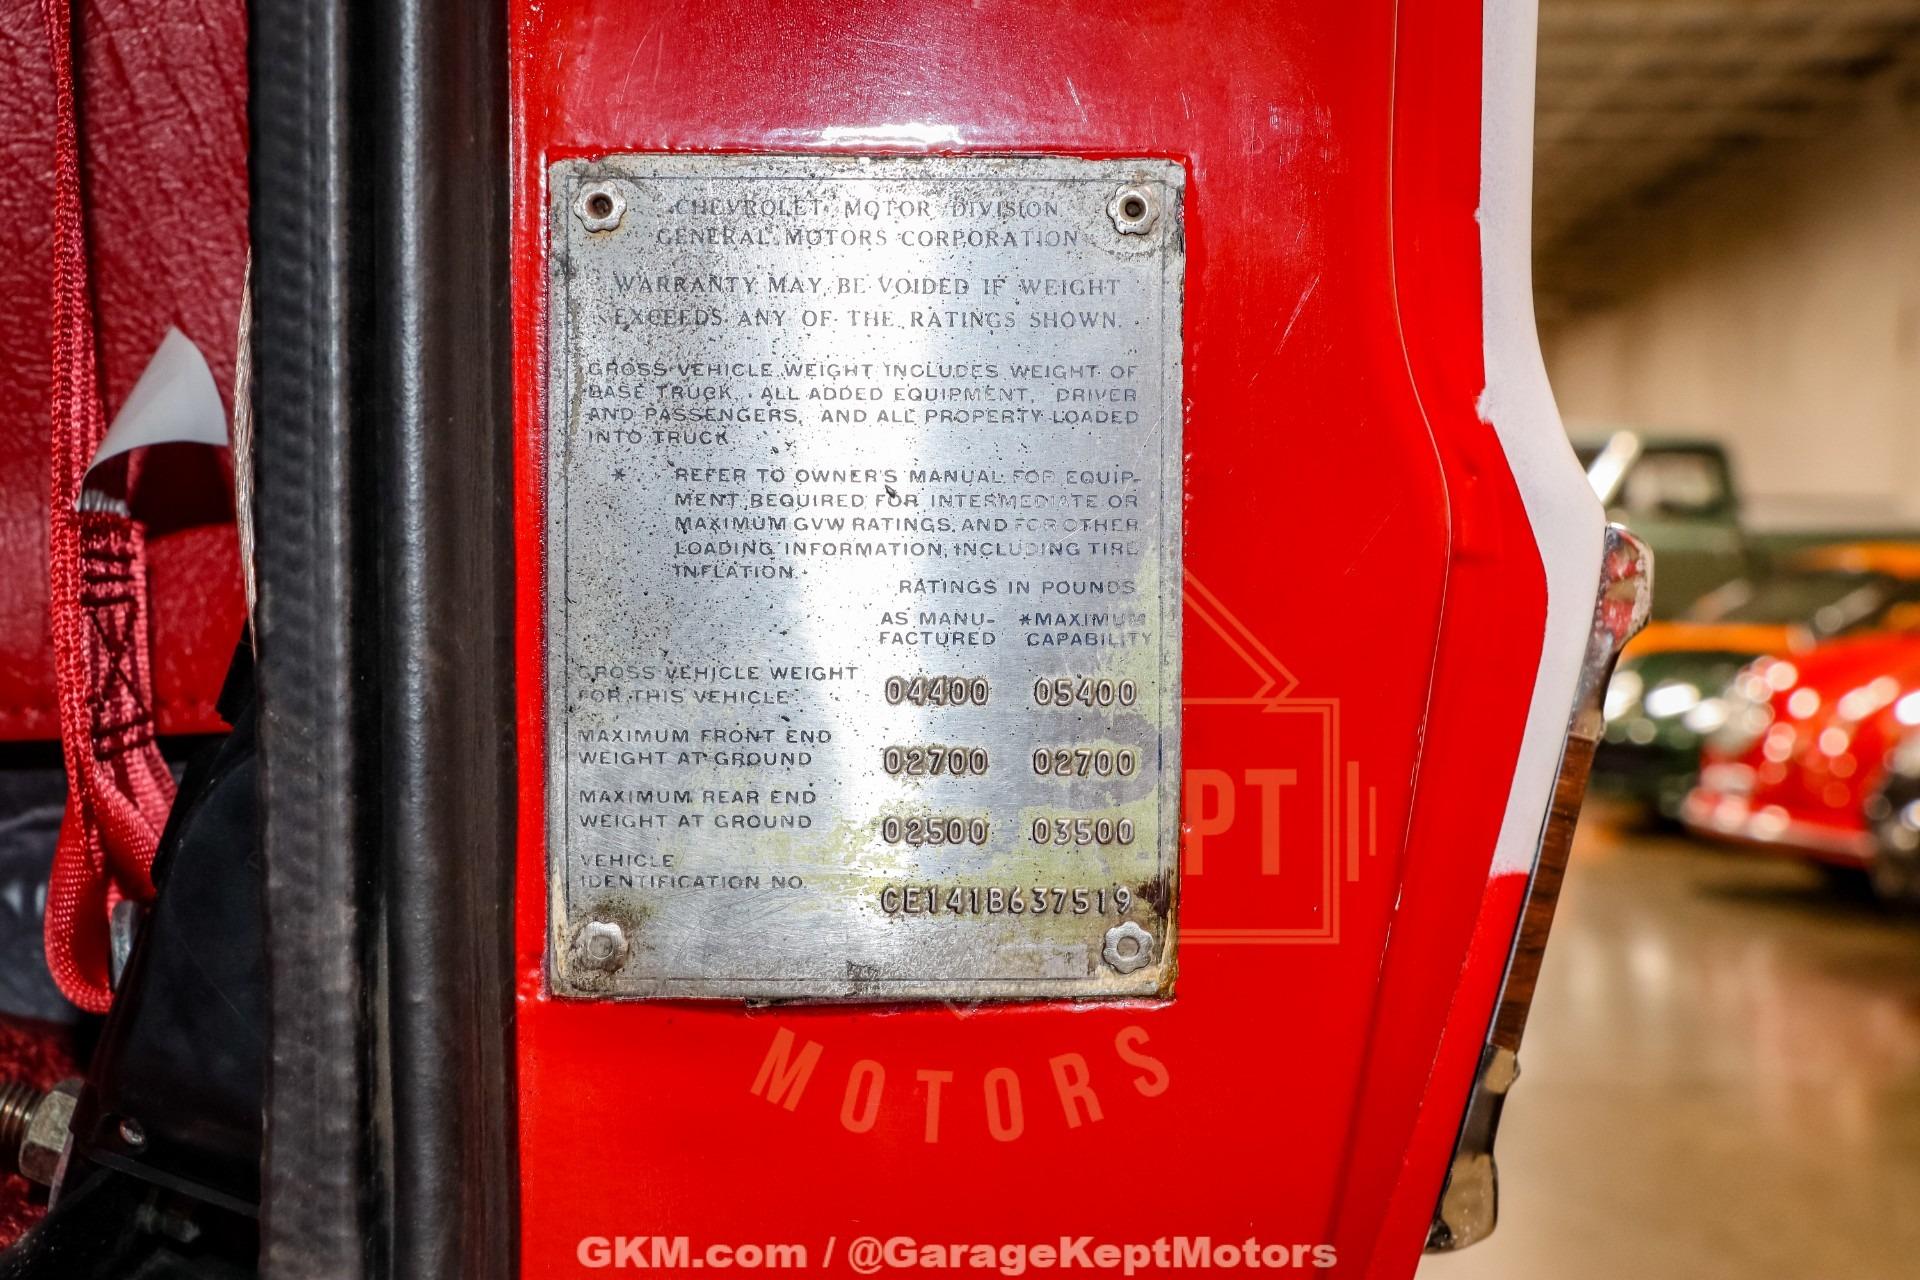 CHEVROLET MOTOR DIVISION
GENERAL MOTORS CORPORATION
WARRANTY MAY BE VOIDED IF WEIGHT
EXCEEDS ANY OF THE RATINGS SHOWN.
GROSS VEHICLE WEIGHT INCLUDES WEIGHT OF
BASE TRUCK, ALL ADDED EQUIPMENT, DRIVER
AND PASSENGERS, AND ALL PROPERTY LOADED
INTO TRUCK
* REFER TO OWNER'S MANUAL FOR EQUIP-
MENT REQUIRED FOR INTERMEDIATE OR
MAXIMUM GVW RATINGS, AND FOR OTHER
LOADING INFORMATION, INCLUDING TIRE
INFLATION.
RATINGS IN POUNDS
AS MANU- *MAXIMUM
FACTURED CAPABILITY
GROSS VEHICLE WEIGHT
FOR THIS VEHICLE 04400 05400
MAXIMUM FRONT END
WEIGHT AT GROUND 02700 02700
MAXIMUM REAR END
WEIGHT AT GROUND 02500 03500
VEHICLE
IDENTIFICATION NO. CE141B637519
PT
MOTORS
GKM.com / @GarageKeptMotors